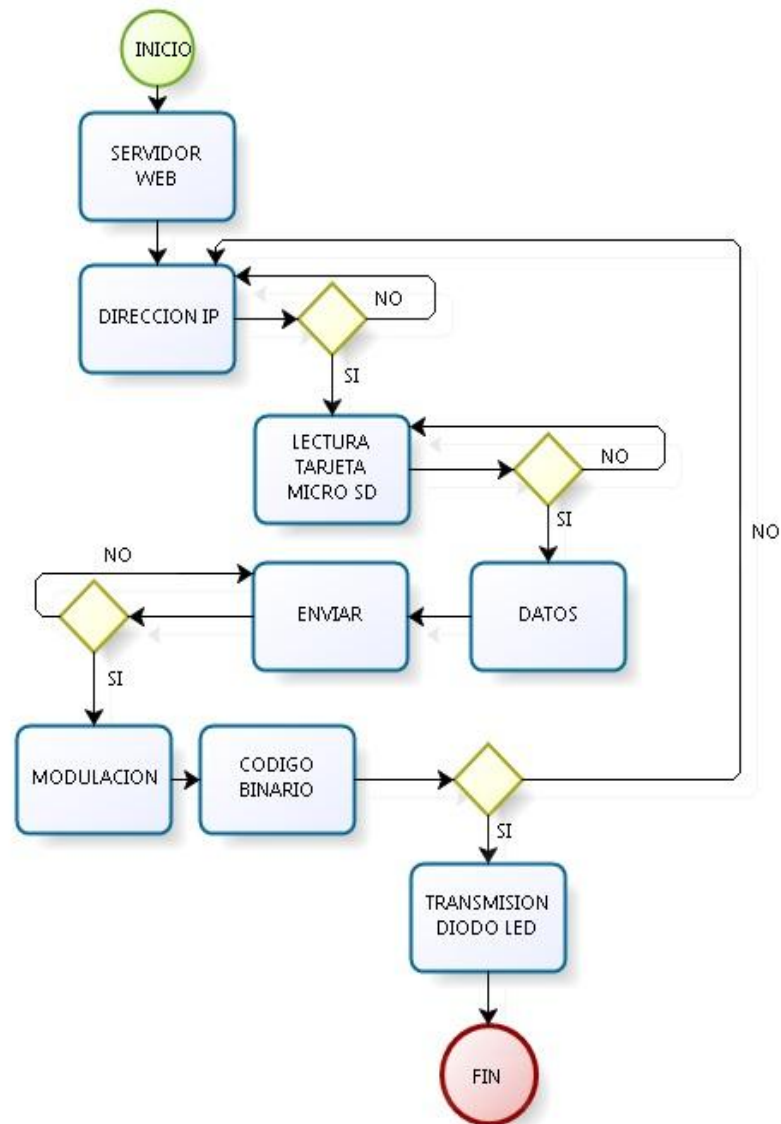 INICIO
SERVIDOR
WEB
DIRECCION IP
NO
SI
LECTURA
TARJETA
MICRO SD
NO
SI
NO
NO
ENVIAR
DATOS
SI
MODULACION
CODIGO
BINARIO
SI
TRANSMISION
DIODO LED
FIN